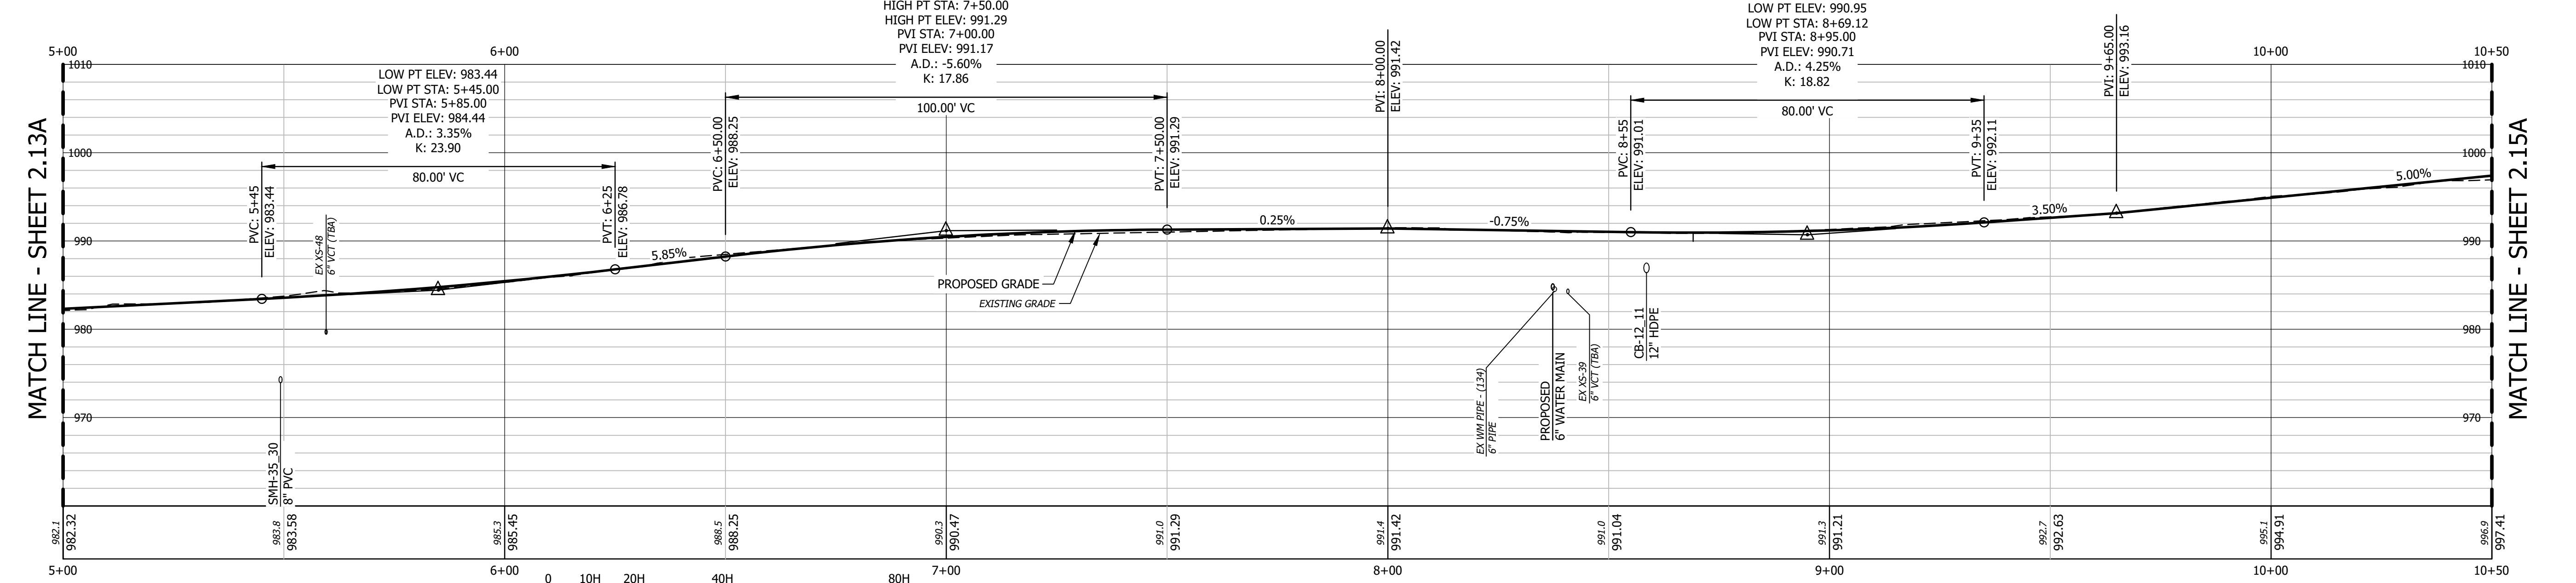 HIGH PT STA: 7+50.00
HIGH PT ELEV: 991.29
PVI STA: 7+00.00
PVI ELEV: 991.17
A.D.: -5.60%
K: 17.86
100.00' VC
LOW PT ELEV: 990.95
LOW PT STA: 8+69.12
PVI STA: 8+95.00
PVI ELEV: 990.71
A.D.: 4.25%
K: 18.82
80.00' VC
5+00
6+00
10+00
10+50
LOW PT ELEV: 983.44
LOW PT STA: 5+45.00
PVI STA: 5+85.00
PVI ELEV: 984.44
A.D.: 3.35%
K: 23.90
80.00' VC
1010
1000
990
980
970
1010
1000
990
980
970
MATCH LINE - SHEET 2.13A
MATCH LINE - SHEET 2.15A
PVC: 5+45
ELEV: 983.44
EX XS-48
6" VCT (TBA)
PVT: 6+25
ELEV: 986.78
PVC: 6+50.00
ELEV: 988.25
PVT: 7+50.00
ELEV: 991.29
PVI: 8+00.00
ELEV: 991.42
PVC: 8+55
ELEV: 991.01
PVT: 9+35
ELEV: 992.11
PVI: 9+65.00
ELEV: 993.16
5.85%
0.25%
-0.75%
3.50%
5.00%
PROPOSED GRADE
EXISTING GRADE
SMH-35_30
8" PVC
EX WM PIPE - (134)
6" PIPE
PROPOSED
6" WATER MAIN
EX XS-39
6" VCT (TBA)
CB-12_11
12" HDPE
982.1
982.32
983.8
983.58
985.3
985.45
988.5
988.25
990.3
990.47
991.0
991.29
991.4
991.42
991.0
991.04
991.3
991.21
992.7
992.63
995.1
994.91
996.9
997.41
5+00
6+00
7+00
8+00
9+00
10+00
10+50
0 10H 20H 40H 80H